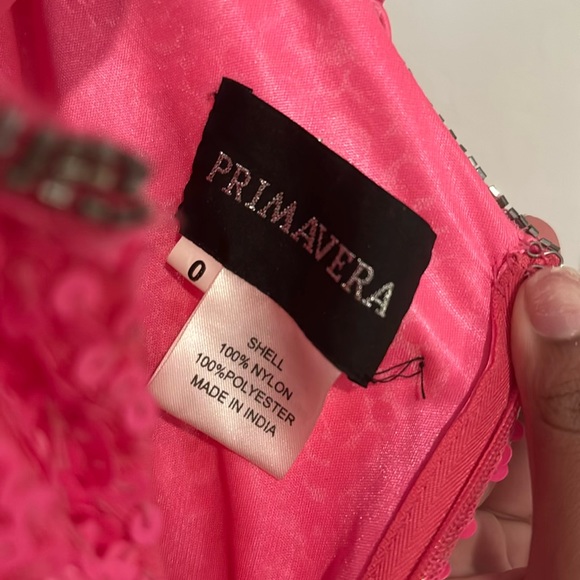 PRIMAVERA
0
SHELL
100% NYLON
100%POLYESTER
MADE IN INDIA